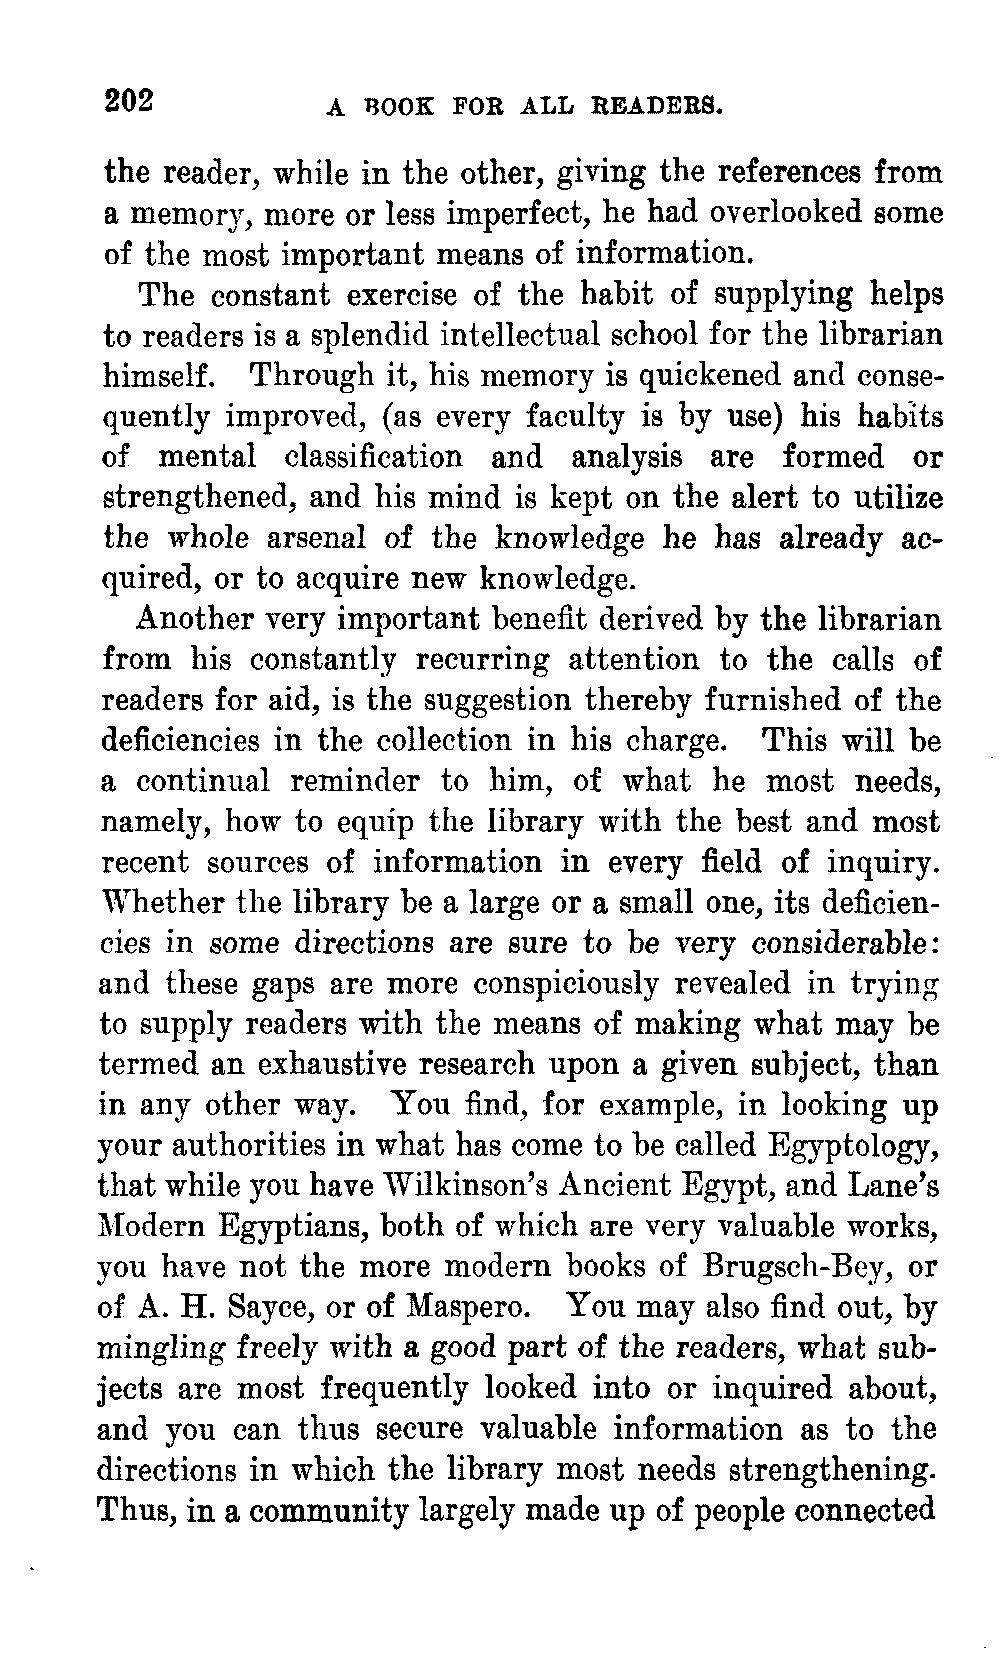 202
A BOOK FOR ALL READERS.
the reader, while in the other, giving the references from
a memory, more or less imperfect, he had overlooked some
of the most important means of information.
The constant exercise of the habit of supplying helps
to readers is a splendid intellectual school for the librarian
himself. Through it, his memory is quickened and conse-
quently improved, (as every faculty is by use) his habits
of mental classification and analysis are formed or
strengthened, and his mind is kept on the alert to utilize
the whole arsenal of the knowledge he has already ac-
quired, or to acquire new knowledge.
Another very important benefit derived by the librarian
from his constantly recurring attention to the calls of
readers for aid, is the suggestion thereby furnished of the
deficiencies in the collection in his charge. This will be
a continual reminder to him, of what he most needs,
namely, how to equip the library with the best and most
recent sources of information in every field of inquiry.
Whether the library be a large or a small one, its deficien-
cies in some directions are sure to be very considerable:
and these gaps are more conspiciously revealed in trying
to supply readers with the means of making what may be
termed an exhaustive research upon a given subject, than
in any other way. You find, for example, in looking up
your authorities in what has come to be called Egyptology,
that while you have Wilkinson's Ancient Egypt, and Lane's
Modern Egyptians, both of which are very valuable works,
you have not the more modern books of Brugsch-Bey, or
of A. H. Sayce, or of Maspero. You may also find out, by
mingling freely with a good part of the readers, what sub-
jects are most frequently looked into or inquired about,
and you can thus secure valuable information as to the
directions in which the library most needs strengthening.
Thus, in a community largely made up of people connected